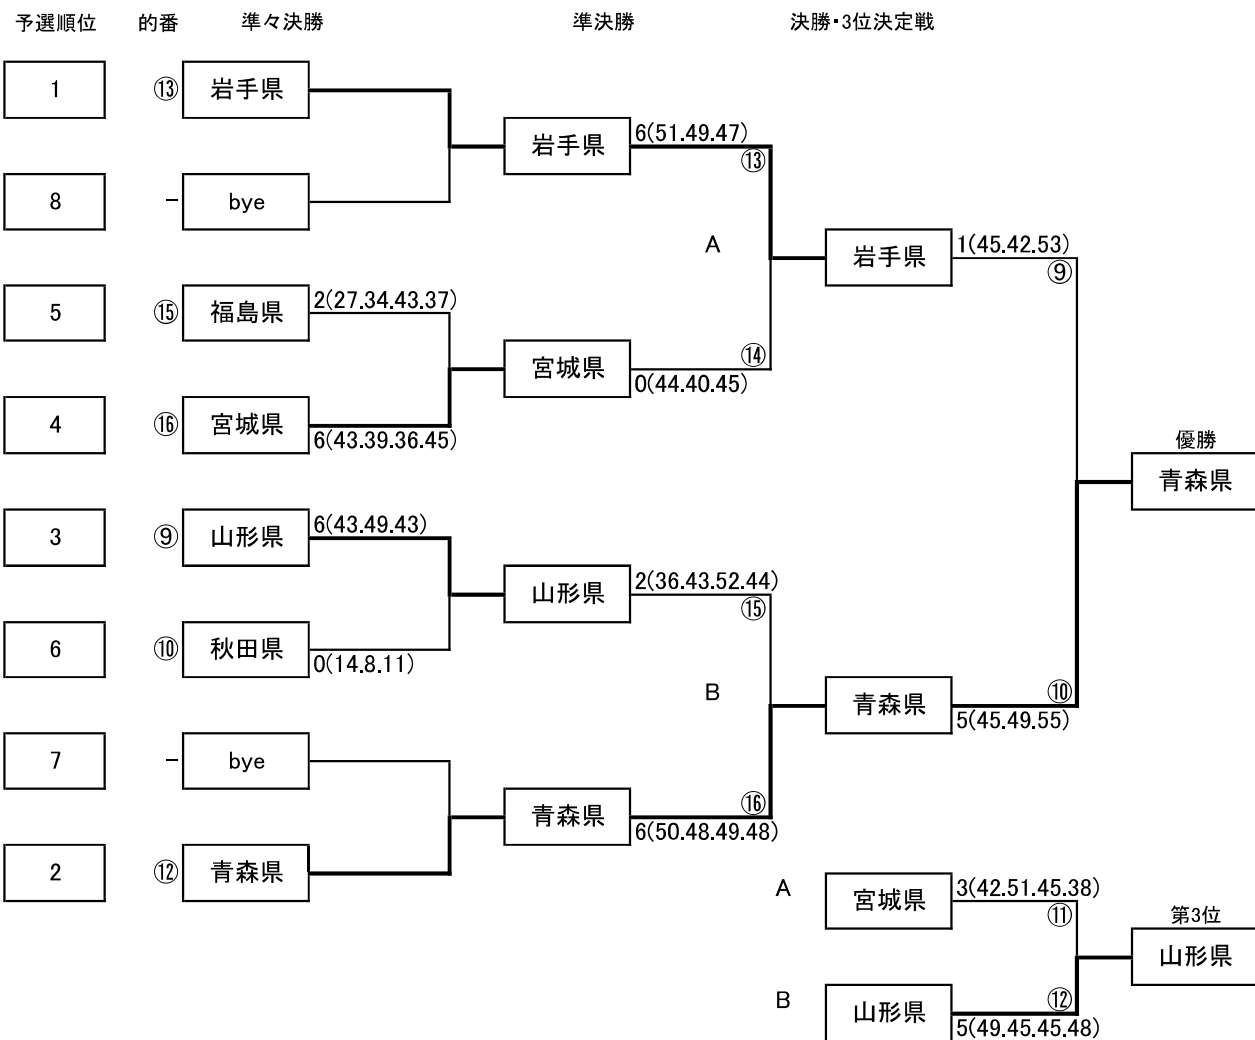 予選順位 的番 準々決勝 準決勝 決勝・3位決定戦
1 ⑬ 岩手県
岩手県 6(51.49.47)
⑬
8 - bye
A
岩手県 1(45.42.53)
⑨
5 ⑮ 福島県 2(27.34.43.37)
宮城県 ⑭
0(44.40.45)
4 ⑯ 宮城県
6(43.39.36.45)
優勝
青森県
3 ⑨ 山形県 6(43.49.43)
山形県 2(36.43.52.44)
⑮
6 ⑩ 秋田県
0(14.8.11)
B
青森県 ⑩
5(45.49.55)
7 - bye
青森県 ⑯
6(50.48.49.48)
2 ⑫ 青森県
A 宮城県 3(42.51.45.38)
⑪
第3位
山形県
B 山形県 ⑫
5(49.45.45.48)